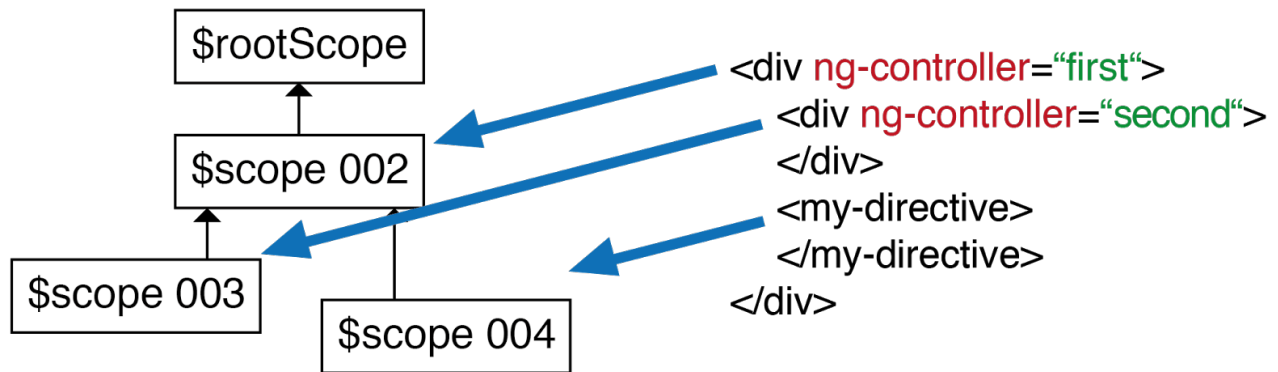 $rootScope
$scope 002
$scope 003
$scope 004
<div ng-controller=“first“>
<div ng-controller=“second“>
</div>
<my-directive>
</my-directive>
</div>